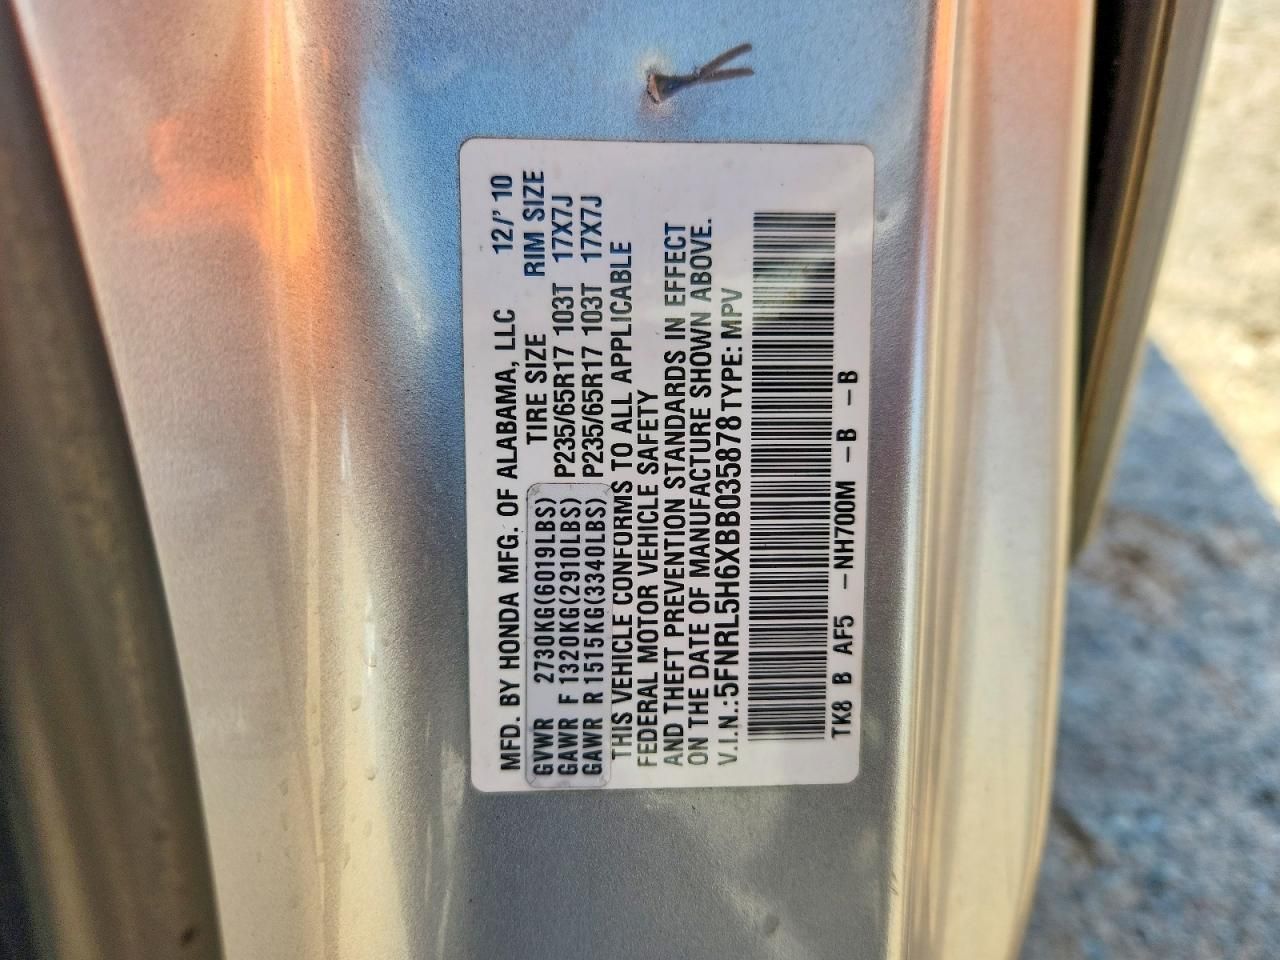 MFD. BY HONDA MFG. OF ALABAMA, LLC 12/' 10
TIRE SIZE RIM SIZE
GVWR 2730KG(6019LBS)
GAWR F 1320KG(2910LBS) P235/65R17 103T 17X7J
GAWR R 1515KG(3340LBS) P235/65R17 103T 17X7J
THIS VEHICLE CONFORMS TO ALL APPLICABLE
FEDERAL MOTOR VEHICLE SAFETY
AND THEFT PREVENTION STANDARDS IN EFFECT
ON THE DATE OF MANUFACTURE SHOWN ABOVE.
V.I.N.:5FNRL5H6XBB035878 TYPE: MPV
TK8 B AF5 -NH700M -B -B